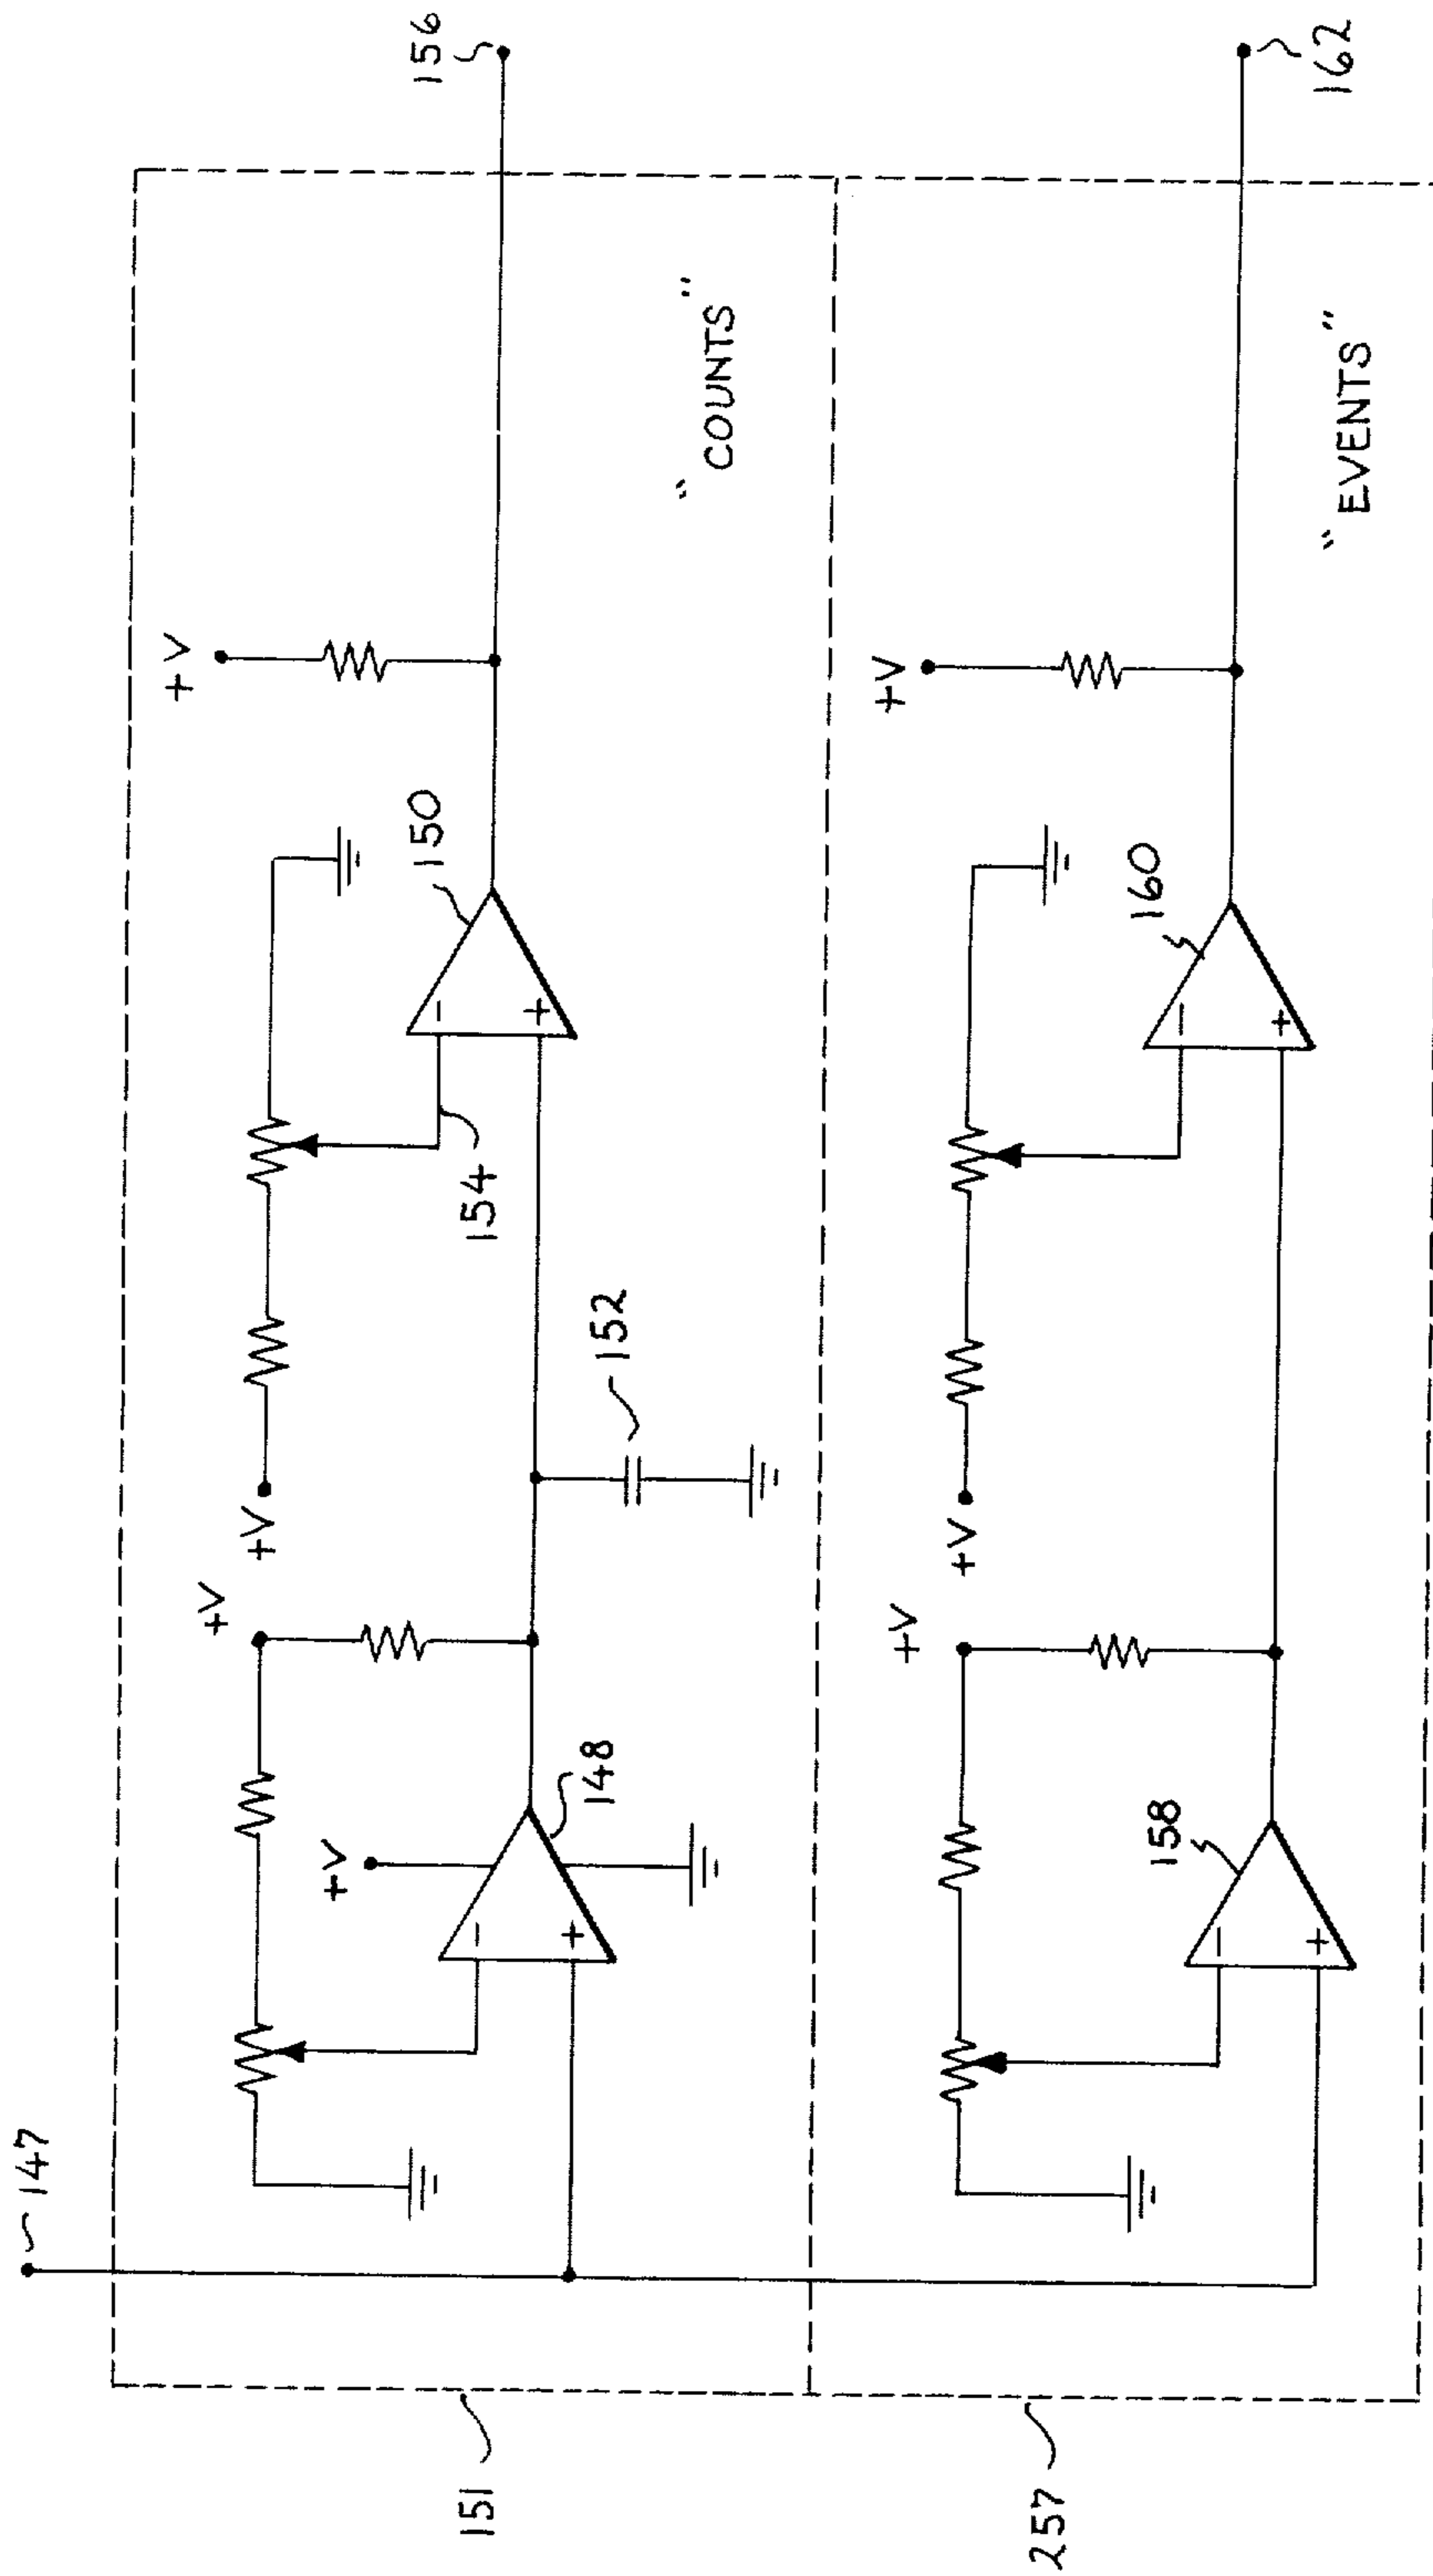 147
151
+V
+V
148
+V
152
+V
154
150
+V
156
"COUNTS"
257
158
+V
+V
160
+V
162
"EVENTS"
-
+
-
+
-
+
-
+